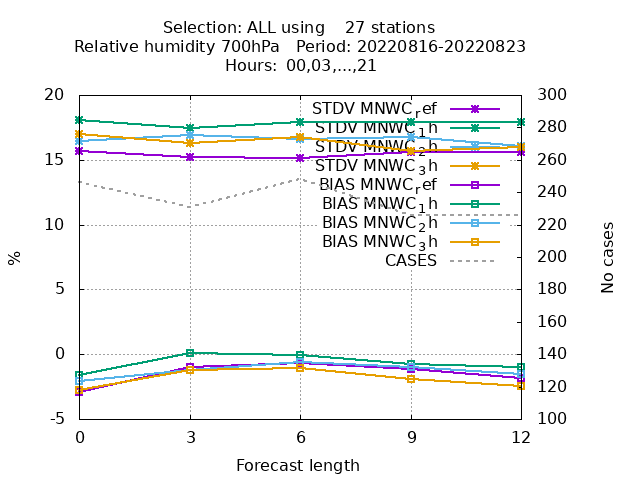 Selection: ALL using    27 stations
Relative humidity 700hPa   Period: 20220816-20220823
Hours: 00,03,...,21
20
15
10
5
0
-5
%
300
280
260
240
220
200
180
160
140
120
100
No cases
STDV MNWC_ref
STDV MNWC_1h
STDV MNWC_2h
STDV MNWC_3h
BIAS MNWC_ref
BIAS MNWC_1h
BIAS MNWC_2h
BIAS MNWC_3h
CASES
0 3 6 9 12
Forecast length